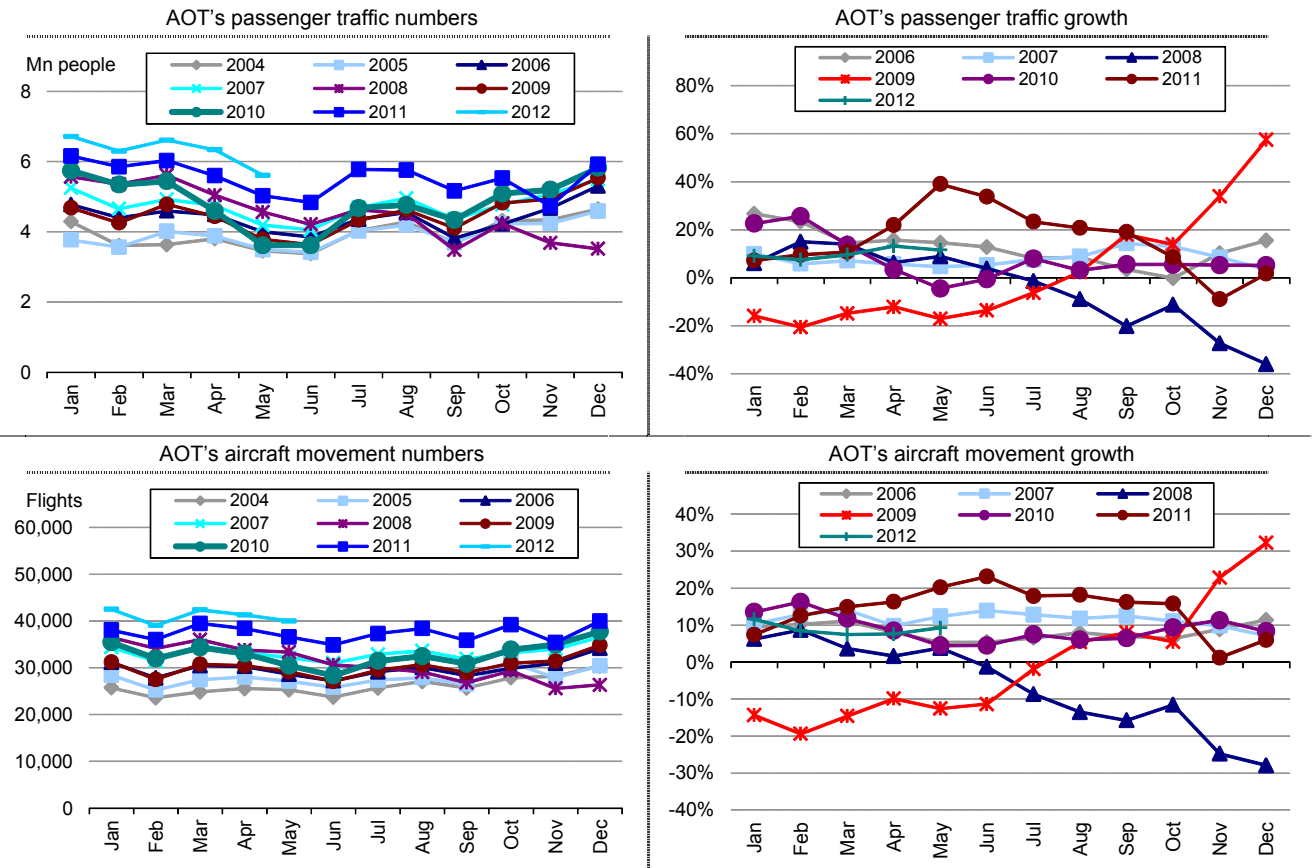 AOT’s passenger traffic numbers
Mn people
2004 2005 2006
2007 2008 2009
2010 2011 2012
8
6
4
2
0
Jan Feb Mar Apr May Jun Jul Aug Sep Oct Nov Dec
AOT’s passenger traffic growth
2006 2007 2008
2009 2010 2011
2012
80%
60%
40%
20%
0%
-20%
-40%
Jan Feb Mar Apr May Jun Jul Aug Sep Oct Nov Dec
AOT’s aircraft movement numbers
Flights
2004 2005 2006
2007 2008 2009
2010 2011 2012
60,000
50,000
40,000
30,000
20,000
10,000
0
Jan Feb Mar Apr May Jun Jul Aug Sep Oct Nov Dec
AOT’s aircraft movement growth
2006 2007 2008
2009 2010 2011
2012
40%
30%
20%
10%
0%
-10%
-20%
-30%
-40%
Jan Feb Mar Apr May Jun Jul Aug Sep Oct Nov Dec